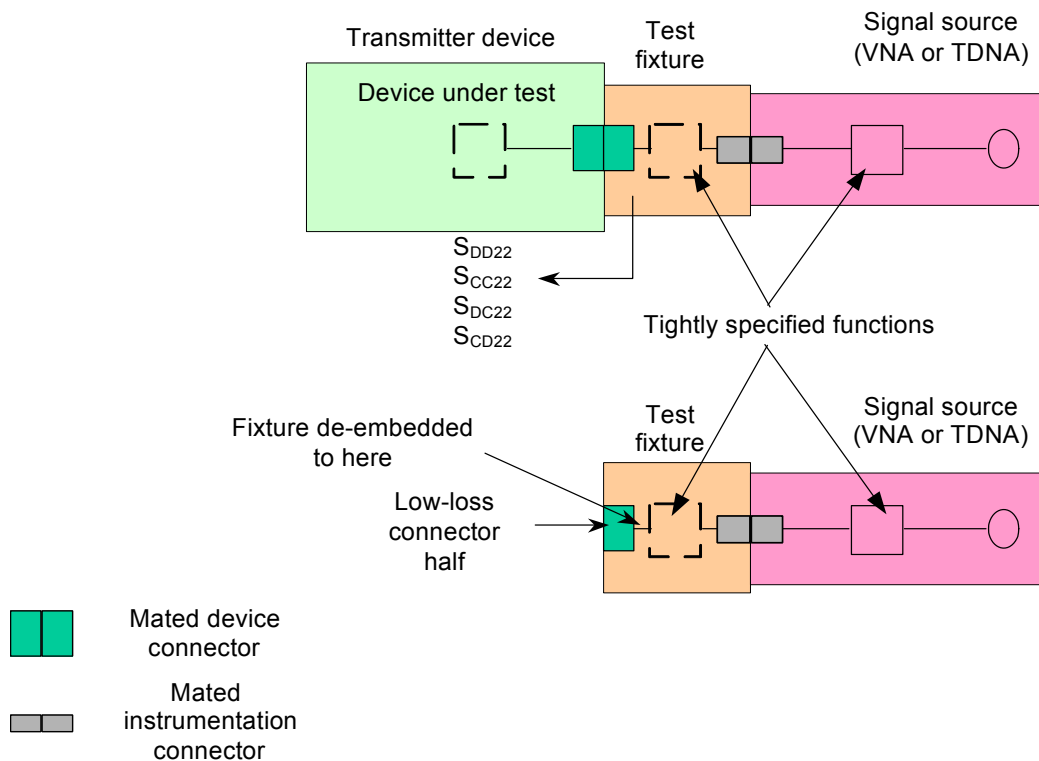 Transmitter device
Test
fixture
Signal source
(VNA or TDNA)
Device under test
SDD22
SCC22
SDC22
SCD22
Tightly specified functions
Fixture de-embedded
to here
Low-loss
connector
half
Test
fixture
Signal source
(VNA or TDNA)
Mated device
connector
Mated
instrumentation
connector